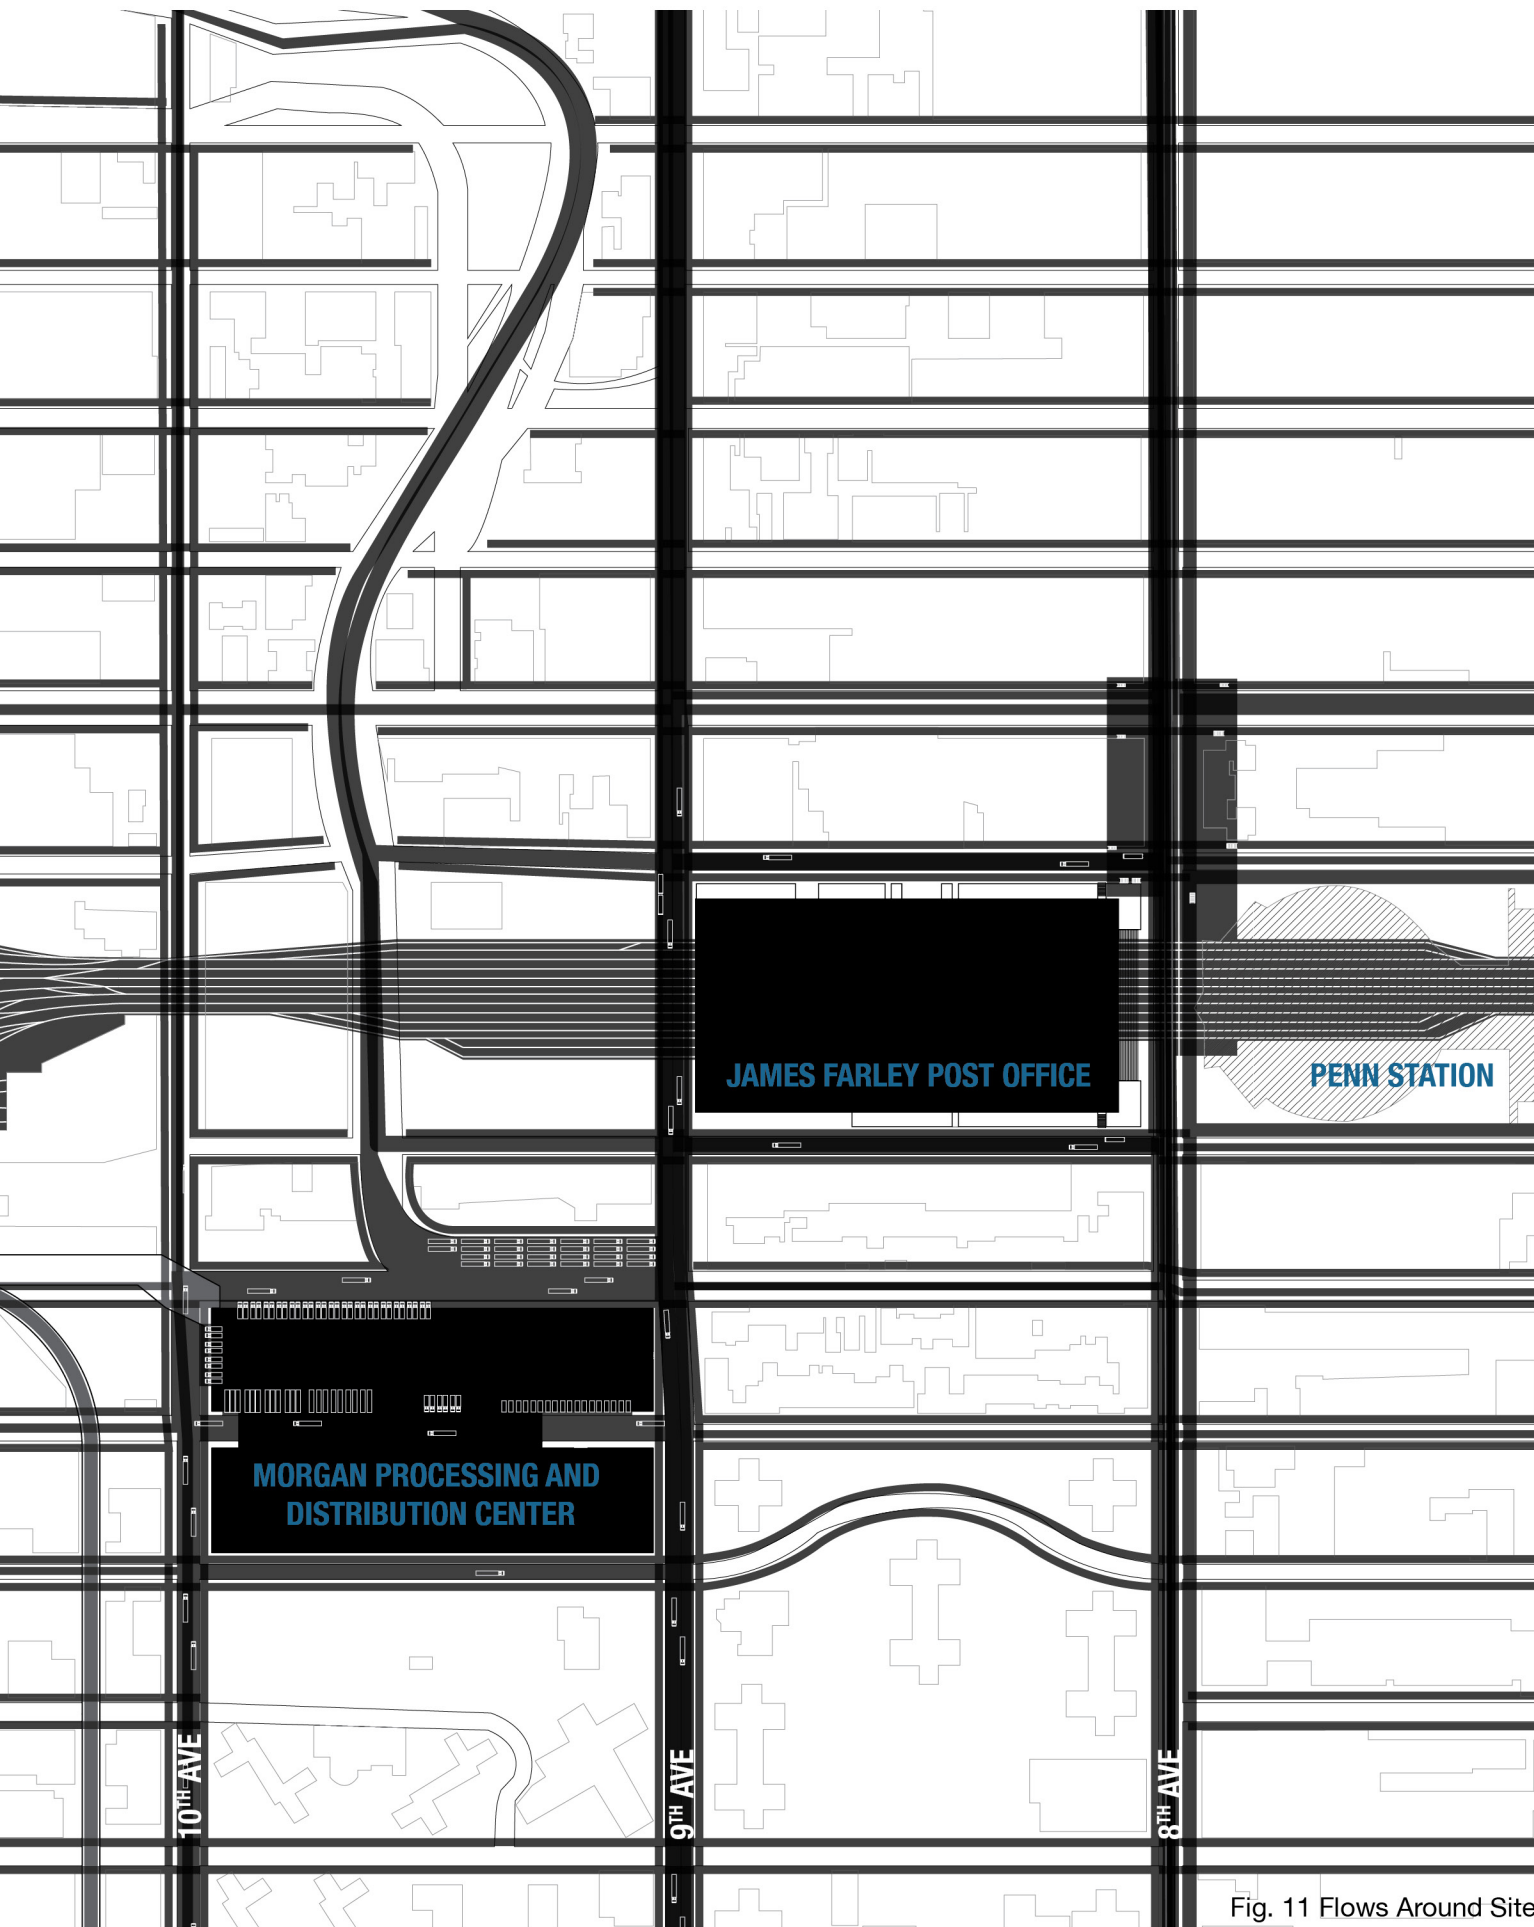 JAMES FARLEY POST OFFICE
PENN STATION
MORGAN PROCESSING AND
DISTRIBUTION CENTER
10TH AVE
9TH AVE
8TH AVE
Fig. 11 Flows Around Site